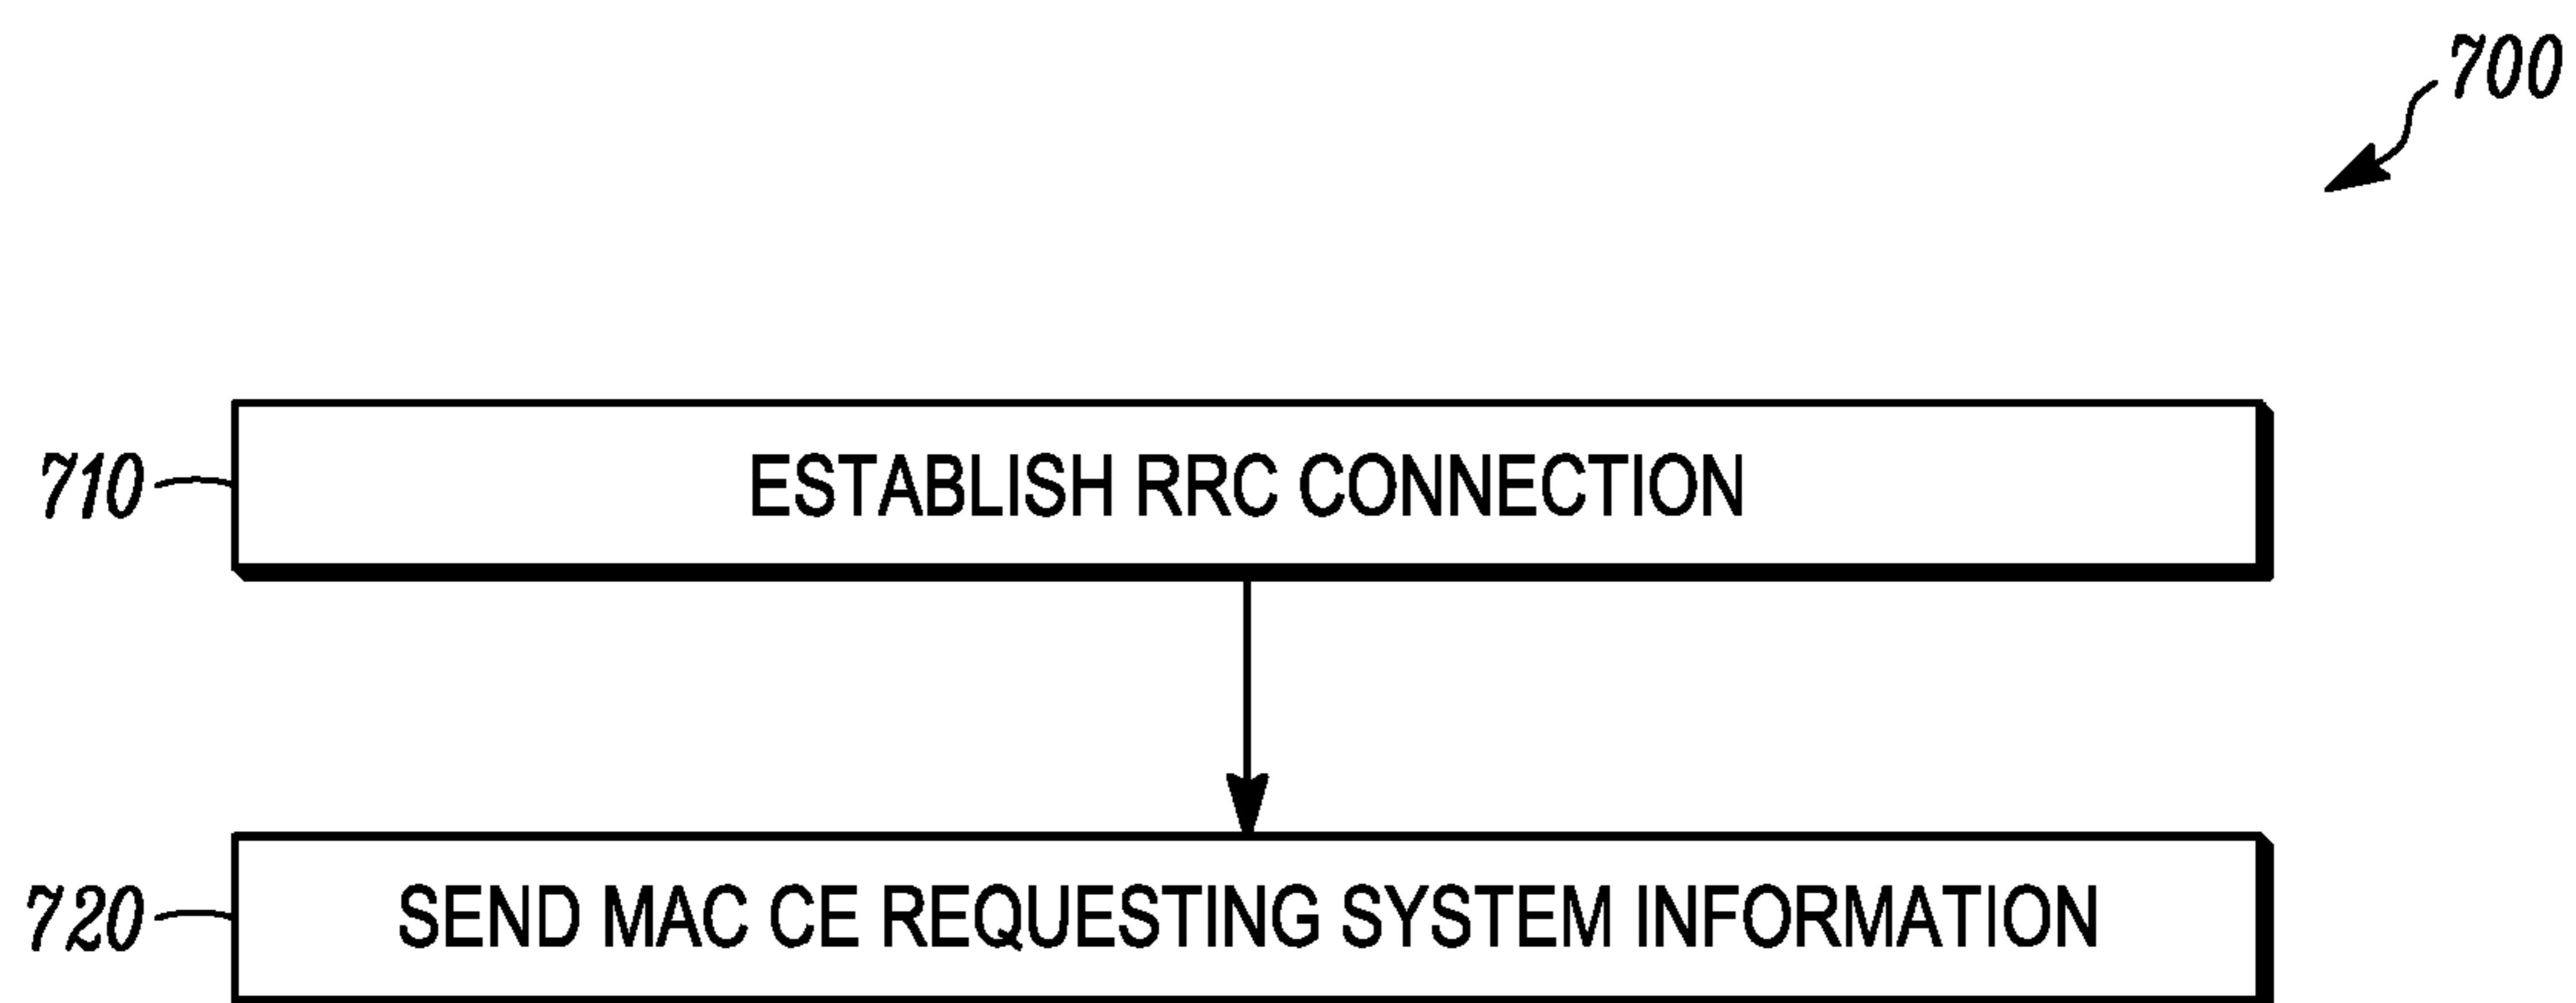 700
710
ESTABLISH RRC CONNECTION
720
SEND MAC CE REQUESTING SYSTEM INFORMATION